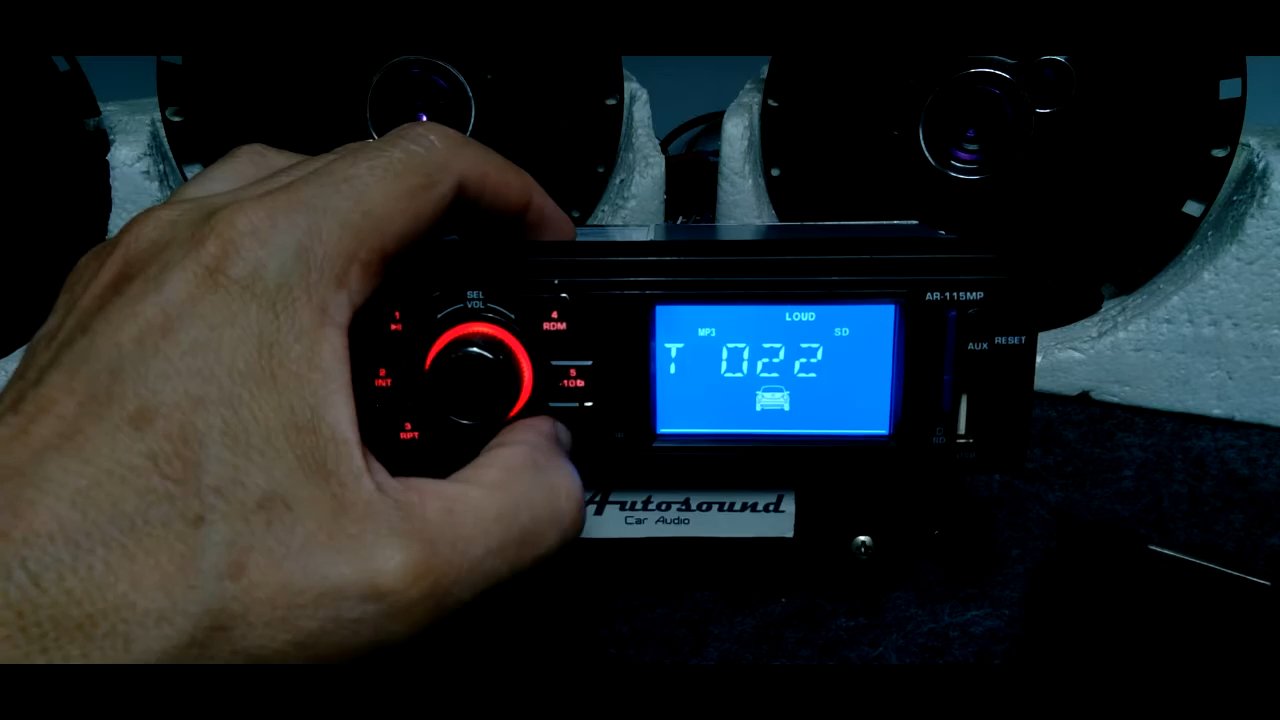 SEL
VOL
1
4
RDM
2
INT
5
-10
3
RPT
LOUD
MP3
SD
T 022
AR-115MP
AUX
RESET
SD
Autosound
Car Audio